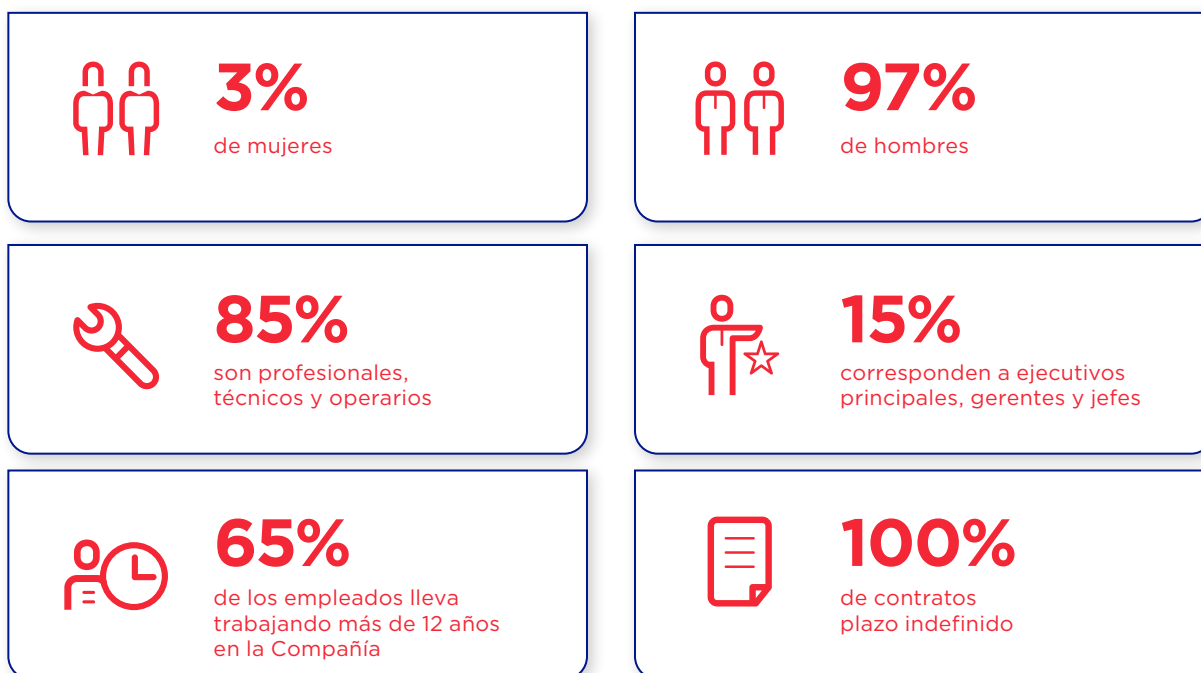 3%
de mujeres
97%
de hombres
85%
son profesionales,
técnicos y operarios
15%
corresponden a ejecutivos
principales, gerentes y jefes
65%
de los empleados lleva
trabajando más de 12 años
en la Compañía
100%
de contratos
plazo indefinido